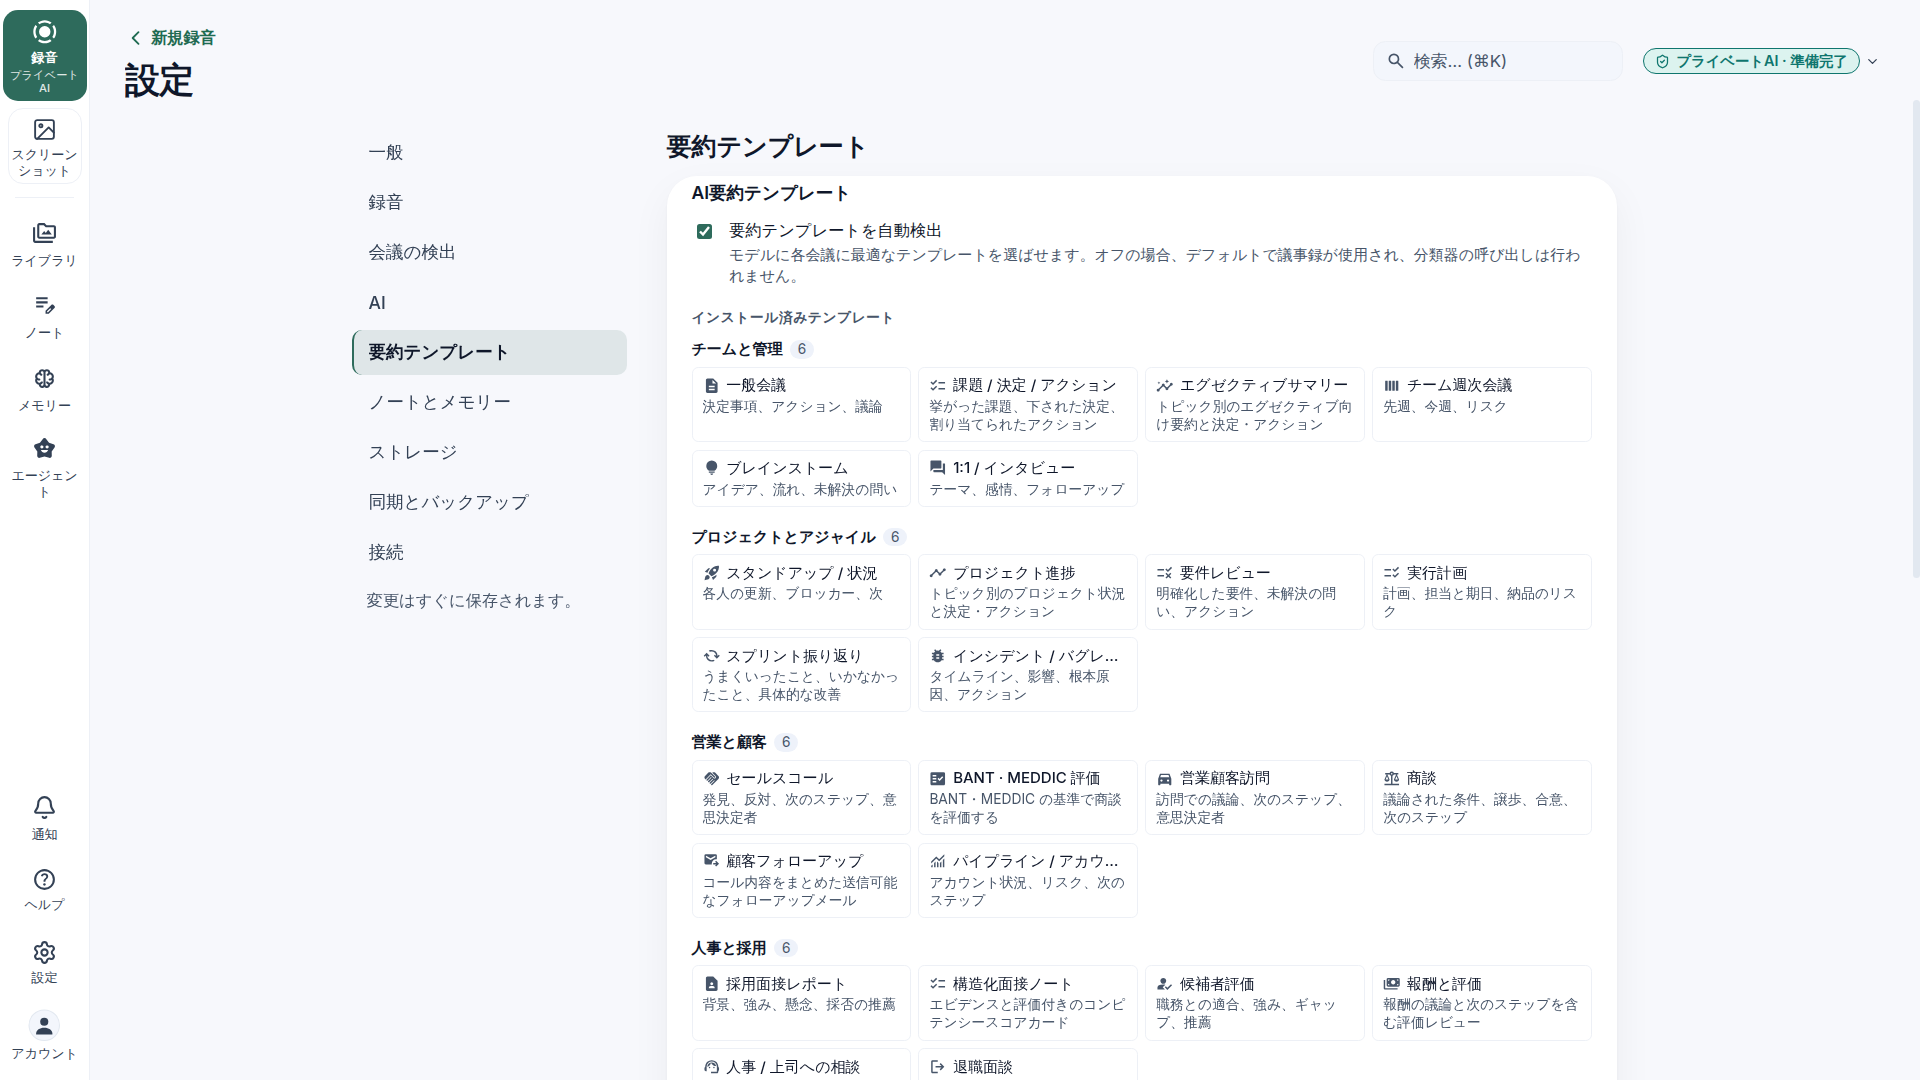 録音
プライベート
AI
スクリーン
ショット
ライブラリ
ノート
メモリー
エージェン
ト
通知
ヘルプ
設定
アカウント
新規録音
設定
検索... (⌘K)
プライベートAI · 準備完了
一般
録音
会議の検出
AI
要約テンプレート
ノートとメモリー
ストレージ
同期とバックアップ
接続
変更はすぐに保存されます。
要約テンプレート
AI要約テンプレート
要約テンプレートを自動検出
モデルに各会議に最適なテンプレートを選ばせます。オフの場合、デフォルトで議事録が使用され、分類器の呼び出しは行わ
れません。
インストール済みテンプレート
チームと管理 6
一般会議
決定事項、アクション、議論
課題 / 決定 / アクション
挙がった課題、下された決定、
割り当てられたアクション
エグゼクティブサマリー
トピック別のエグゼクティブ向
け要約と決定・アクション
チーム週次会議
先週、今週、リスク
ブレインストーム
アイデア、流れ、未解決の問い
1:1 / インタビュー
テーマ、感情、フォローアップ
プロジェクトとアジャイル 6
スタンドアップ / 状況
各人の更新、ブロッカー、次
プロジェクト進捗
トピック別のプロジェクト状況
と決定・アクション
要件レビュー
明確化した要件、未解決の問
い、アクション
実行計画
計画、担当と期日、納品のリス
ク
スプリント振り返り
うまくいったこと、いかなかっ
たこと、具体的な改善
インシデント / バグレ...
タイムライン、影響、根本原
因、アクション
営業と顧客 6
セールスコール
発見、反対、次のステップ、意
思決定者
BANT · MEDDIC 評価
BANT・MEDDIC の基準で商談
を評価する
営業顧客訪問
訪問での議論、次のステップ、
意思決定者
商談
議論された条件、譲歩、合意、
次のステップ
顧客フォローアップ
コール内容をまとめた送信可能
なフォローアップメール
パイプライン / アカウ...
アカウント状況、リスク、次の
ステップ
人事と採用 6
採用面接レポート
背景、強み、懸念、採否の推薦
構造化面接ノート
エビデンスと評価付きのコンピ
テンシースコアカード
候補者評価
職務との適合、強み、ギャッ
プ、推薦
報酬と評価
報酬の議論と次のステップを含
む評価レビュー
人事 / 上司への相談
退職面談